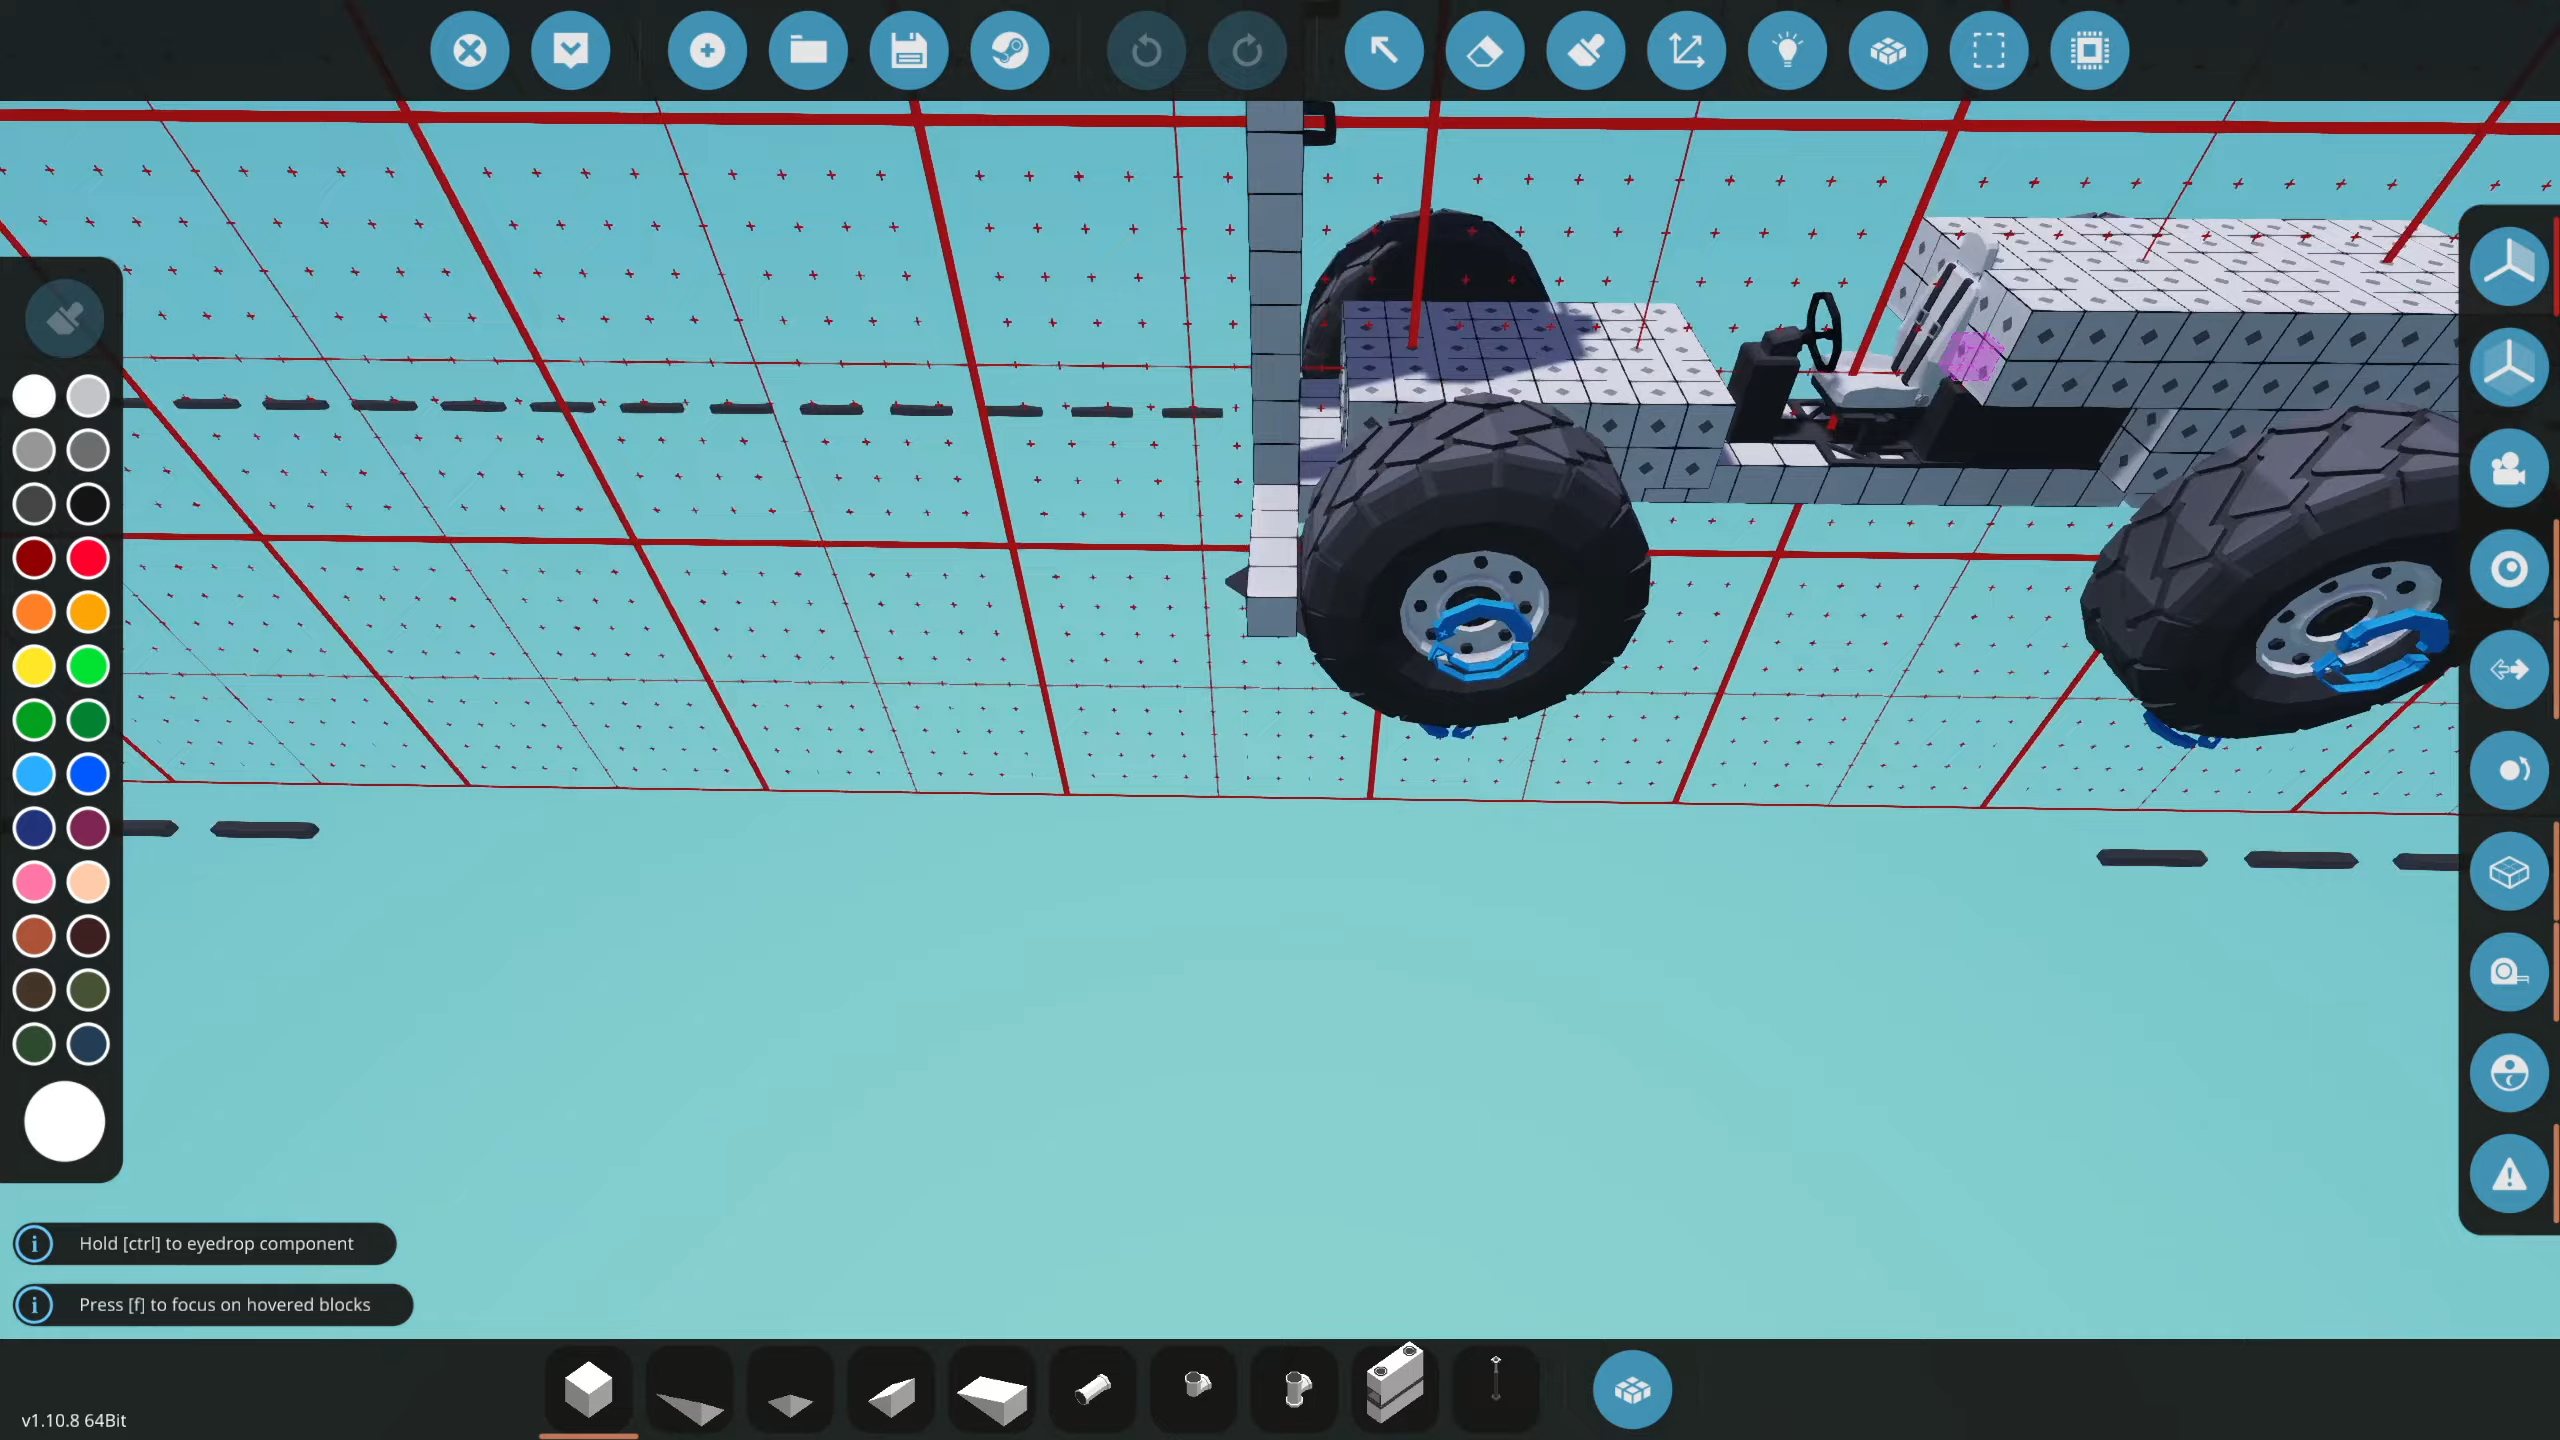 Hold [ctrl] to eyedrop component
Press [f] to focus on hovered blocks
v1.10.8 64Bit